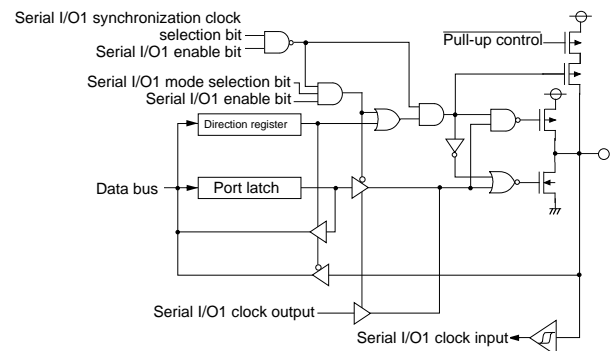 Serial I/O1 synchronization clock
selection bit
Serial I/O1 enable bit
Pull-up control
Serial I/O1 mode selection bit
Serial I/O1 enable bit
Direction register
Data bus
Port latch
Serial I/O1 clock output
Serial I/O1 clock input